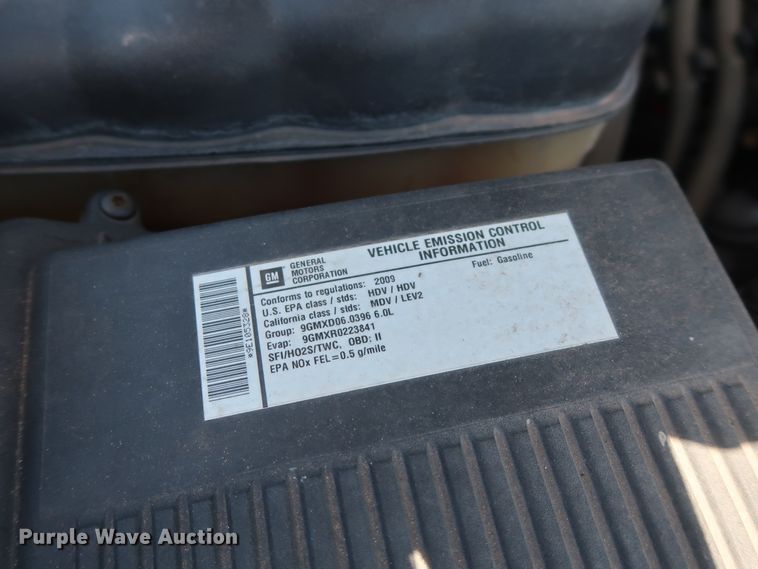 *9E105328*
GM
GENERAL
MOTORS
CORPORATION
VEHICLE EMISSION CONTROL
INFORMATION
Conforms to regulations: 2009
Fuel: Gasoline
U.S. EPA class / stds: HDV / HDV
California class / stds: MDV / LEV2
Group: 9GMXD06.0396 6.0L
Evap: 9GMXR0223841
SFI/HO2S/TWC. OBD: II
EPA NOx FEL=0.5 g/mile
Purple Wave Auction